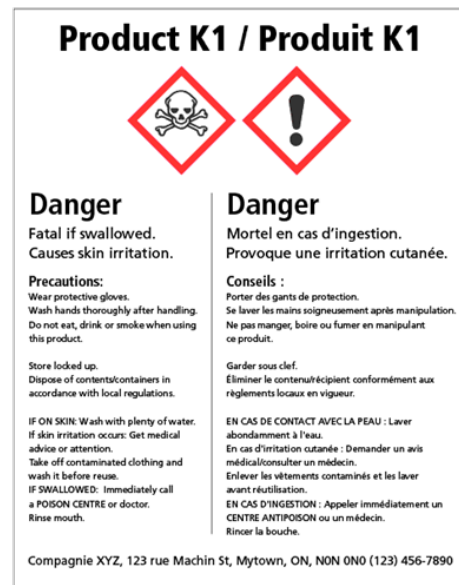 Product K1 / Produit K1
Danger
Fatal if swallowed.
Causes skin irritation.
Precautions:
Wear protective gloves.
Wash hands thoroughly after handling.
Do not eat, drink or smoke when using
this product.
Store locked up.
Dispose of contents/containers in
accordance with local regulations.
IF ON SKIN: Wash with plenty of water.
If skin irritation occurs: Get medical
advice or attention.
Take off contaminated clothing and
wash it before reuse.
IF SWALLOWED: Immediately call
a POISON CENTRE or doctor.
Rinse mouth.
Danger
Mortel en cas d'ingestion.
Provoque une irritation cutanée.
Conseils :
Porter des gants de protection.
Se laver les mains soigneusement après manipulation.
Ne pas manger, boire ou fumer en manipulant
ce produit.
Garder sous clef.
Éliminer le contenu/récipient conformément aux
règlements locaux en vigueur.
EN CAS DE CONTACT AVEC LA PEAU : Laver
abondamment à l'eau.
En cas d'irritation cutanée : Demander un avis
médical/consulter un médecin.
Enlever les vêtements contaminés et les laver
avant réutilisation.
EN CAS D'INGESTION : Appeler immédiatement un
CENTRE ANTIPOISON ou un médecin.
Rincer la bouche.
Compagnie XYZ, 123 rue Machin St, Mytown, ON, N0N 0N0 (123) 456-7890